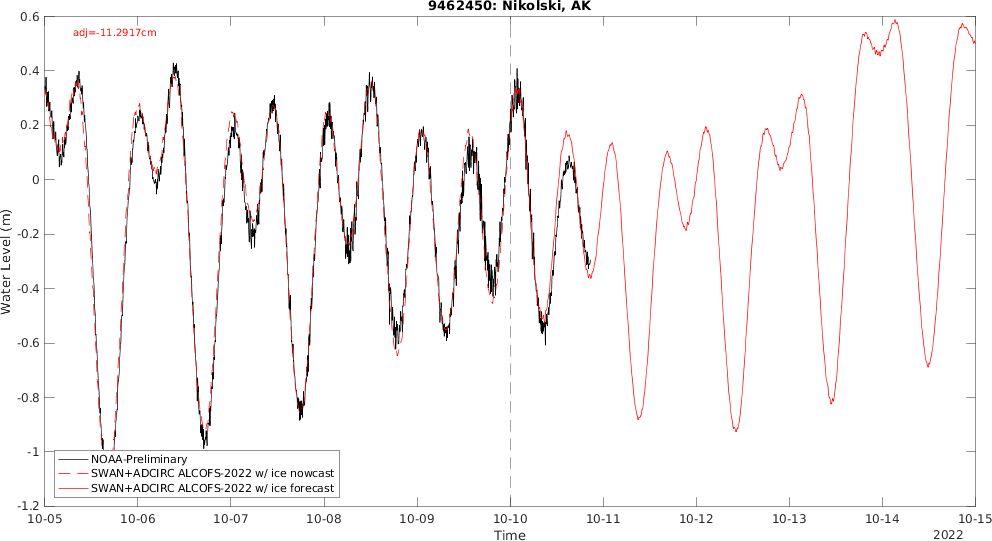 9462450: Nikolski, AK
adj=-11.2917cm
0.6
0.4
0.2
0
-0.2
-0.4
-0.6
-0.8
-1
-1.2
Water Level (m)
NOAA-Preliminary
SWAN+ADCIRC ALCOFS-2022 w/ ice nowcast
SWAN+ADCIRC ALCOFS-2022 w/ ice forecast
10-05 10-06 10-07 10-08 10-09 10-10 10-11 10-12 10-13 10-14 10-15
Time
2022